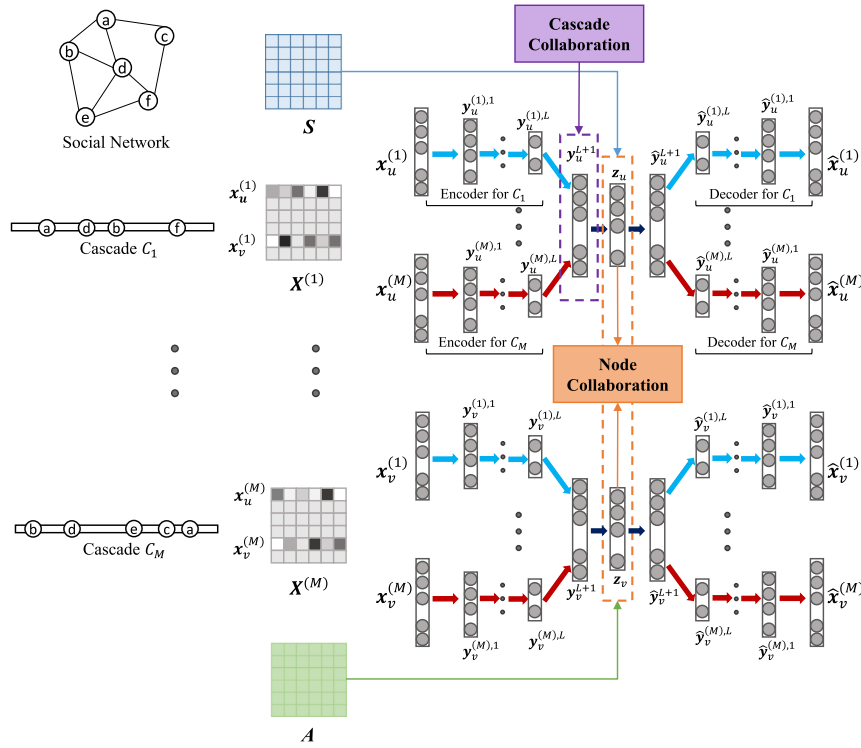 a
b
c
d
e
f
Social Network
S
Cascade
Collaboration
x_u^{(1)}
x_v^{(1)}
X^{(1)}
a
d
b
f
Cascade C_1
x_u^{(1)}
y_u^{(1),1}
y_u^{(1),L}
y_u^{L+1}
z_u
ŷ_u^{L+1}
ŷ_u^{(1),L}
ŷ_u^{(1),1}
x̂_u^{(1)}
Encoder for C_1
Decoder for C_1
x_u^{(M)}
y_u^{(M),1}
y_u^{(M),L}
ŷ_u^{(M),L}
ŷ_u^{(M),1}
x̂_u^{(M)}
Encoder for C_M
Decoder for C_M
Node
Collaboration
x_v^{(1)}
y_v^{(1),1}
y_v^{(1),L}
ŷ_v^{(1),L}
ŷ_v^{(1),1}
x̂_v^{(1)}
x_u^{(M)}
x_v^{(M)}
X^{(M)}
b
d
e
c
a
Cascade C_M
x_v^{(M)}
y_v^{(M),1}
y_v^{(M),L}
y_v^{L+1}
z_v
ŷ_v^{L+1}
ŷ_v^{(M),L}
ŷ_v^{(M),1}
x̂_v^{(M)}
A